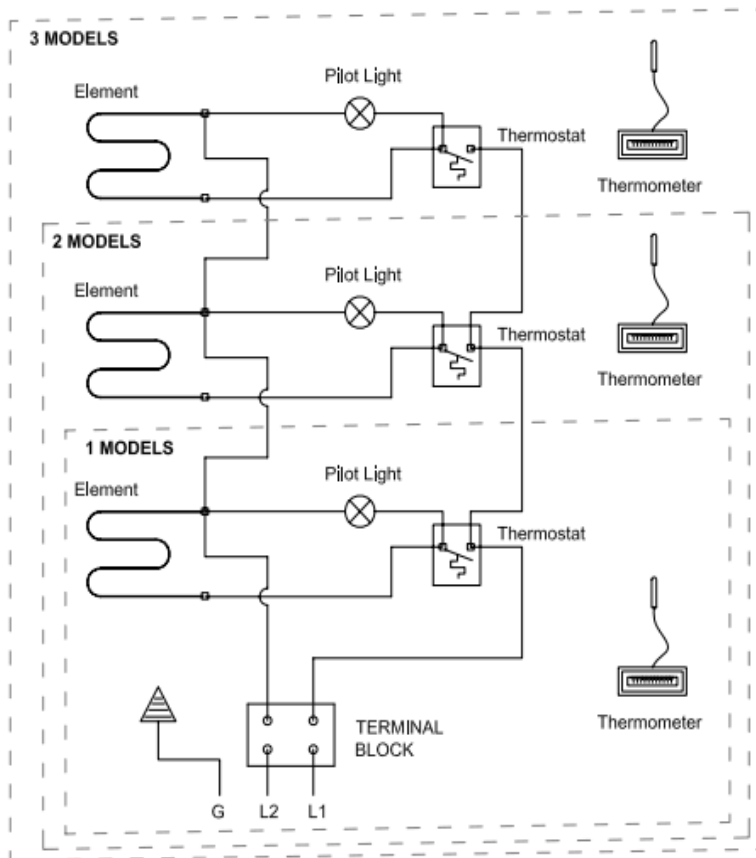 3 MODELS
Pilot Light
Element
Thermostat
Thermometer
2 MODELS
Pilot Light
Element
Thermostat
Thermometer
1 MODELS
Pilot Light
Element
Thermostat
TERMINAL
BLOCK
Thermometer
G L2 L1